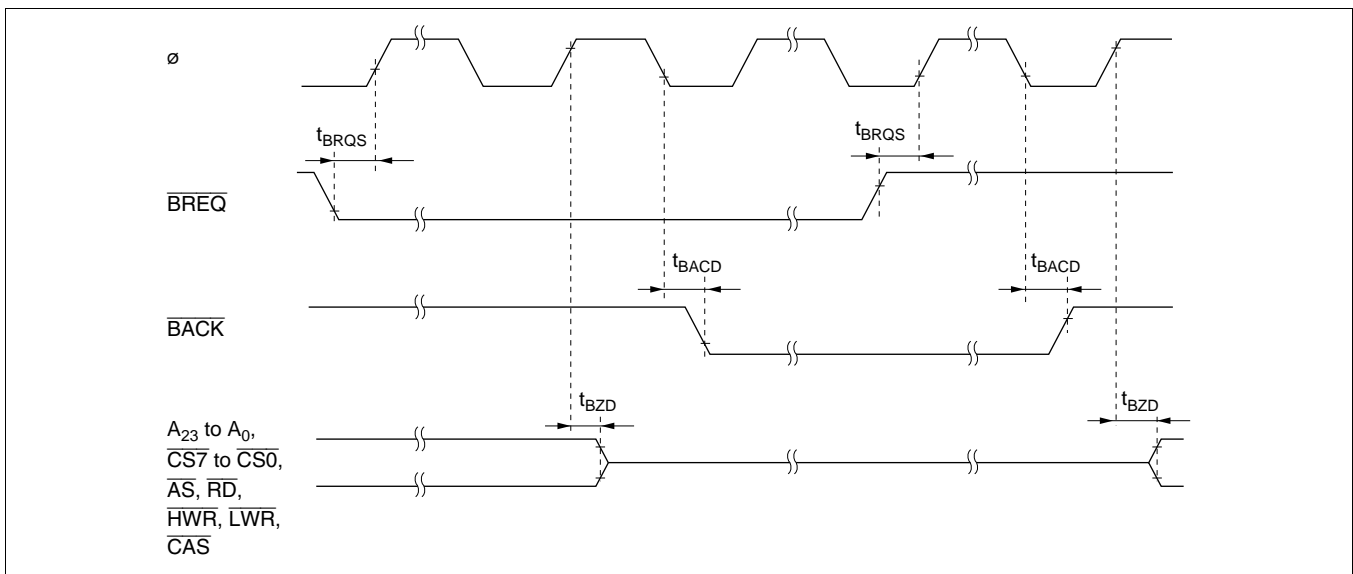 ø
tBRQS
tBRQS
BREQ
tBACD
tBACD
BACK
tBZD
tBZD
A23 to A0,
CS7 to CS0,
AS, RD,
HWR, LWR,
CAS